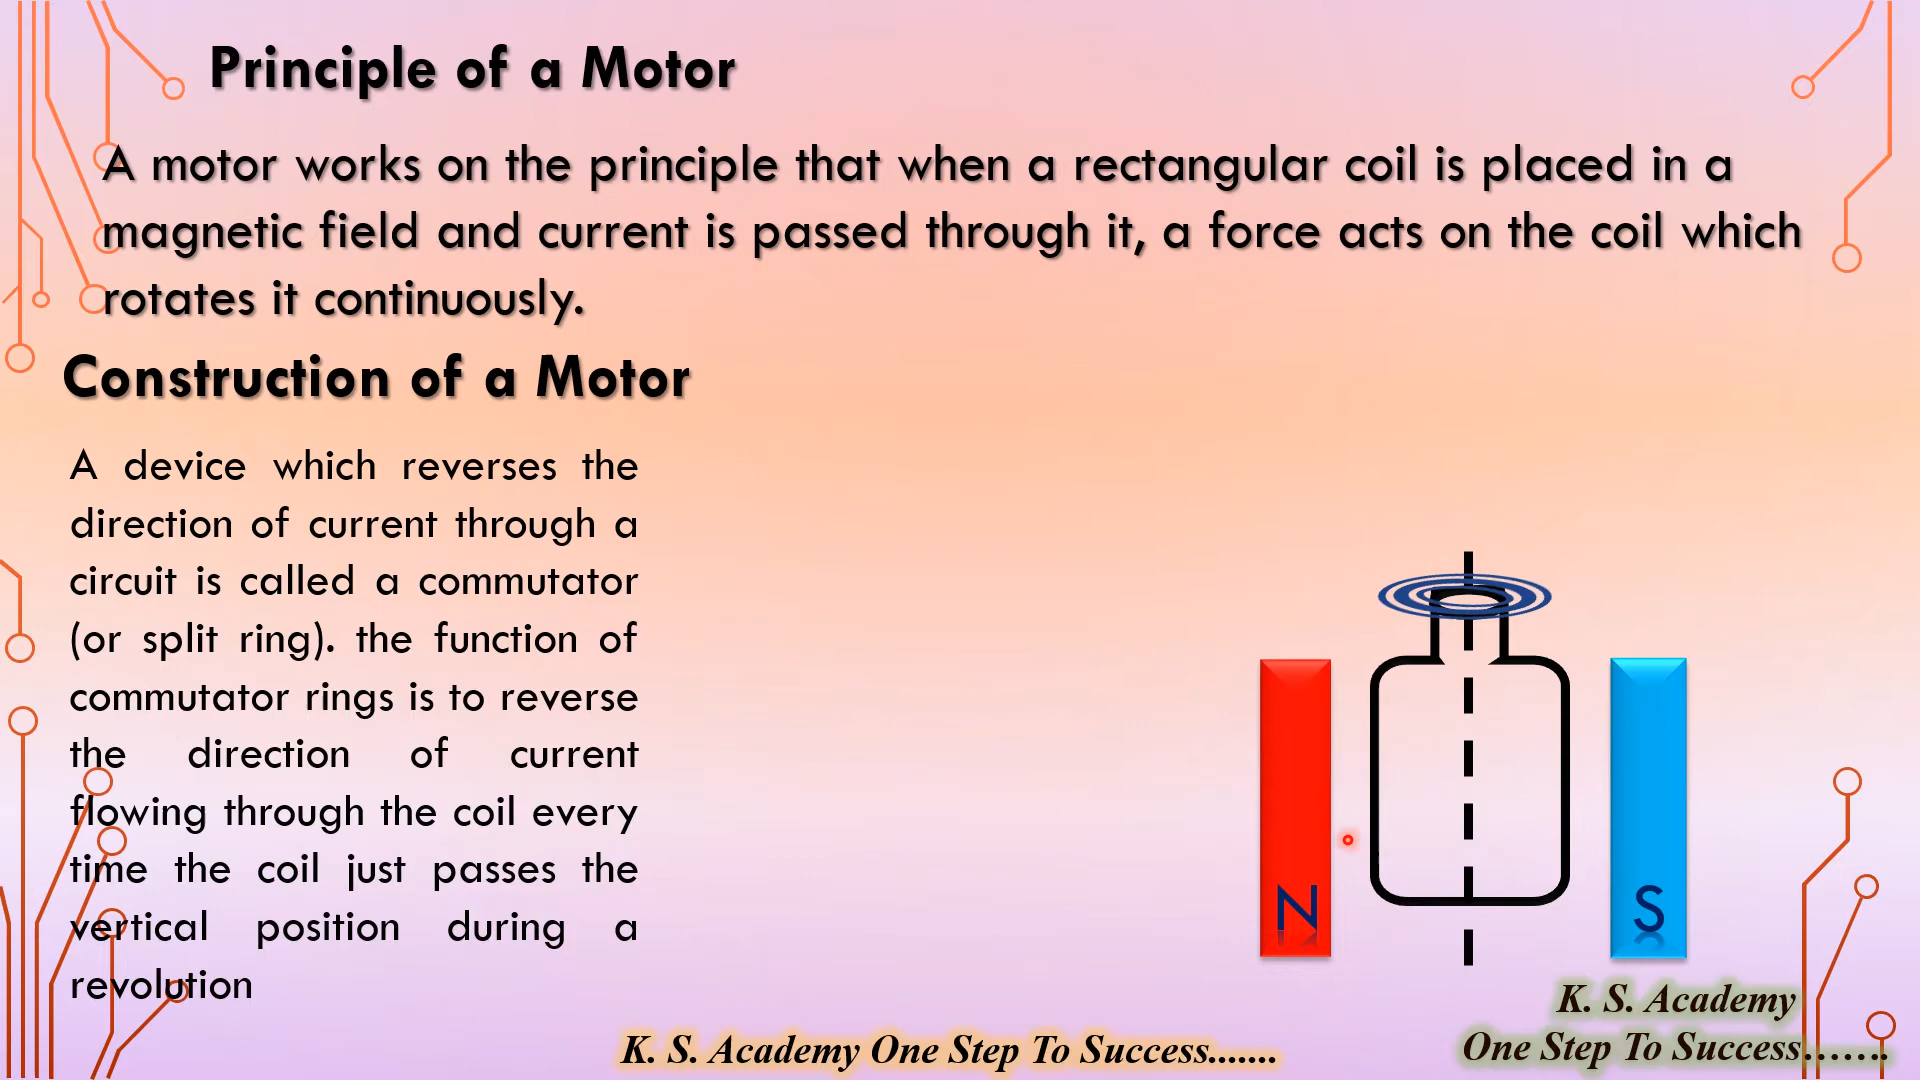 Principle of a Motor
A motor works on the principle that when a rectangular coil is placed in a
magnetic field and current is passed through it, a force acts on the coil which
rotates it continuously.
Construction of a Motor
A device which reverses the
direction of current through a
circuit is called a commutator
(or split ring). the function of
commutator rings is to reverse
the direction of current
flowing through the coil every
time the coil just passes the
vertical position during a
revolution
N
S
K. S. Academy
One Step To Success.......
K. S. Academy One Step To Success.......